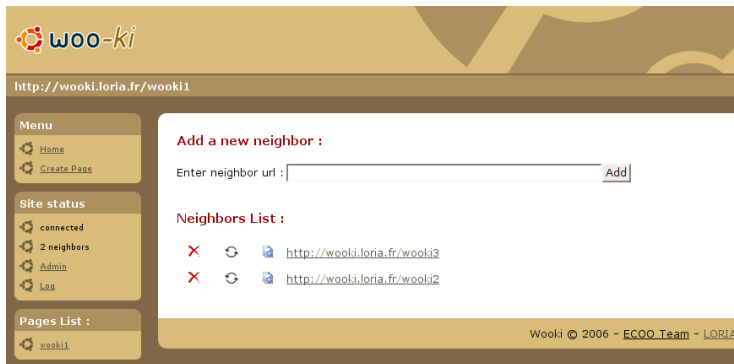 woo-ki
http://wooki.loria.fr/wooki1
Menu
Home
Create Page
Site status
connected
2 neighbors
Admin
Log
Pages List :
wooki1
Add a new neighbor :
Enter neighbor url :
Add
Neighbors List :
http://wooki.loria.fr/wooki3
http://wooki.loria.fr/wooki2
Wooki © 2006 - ECOO Team - LORIA